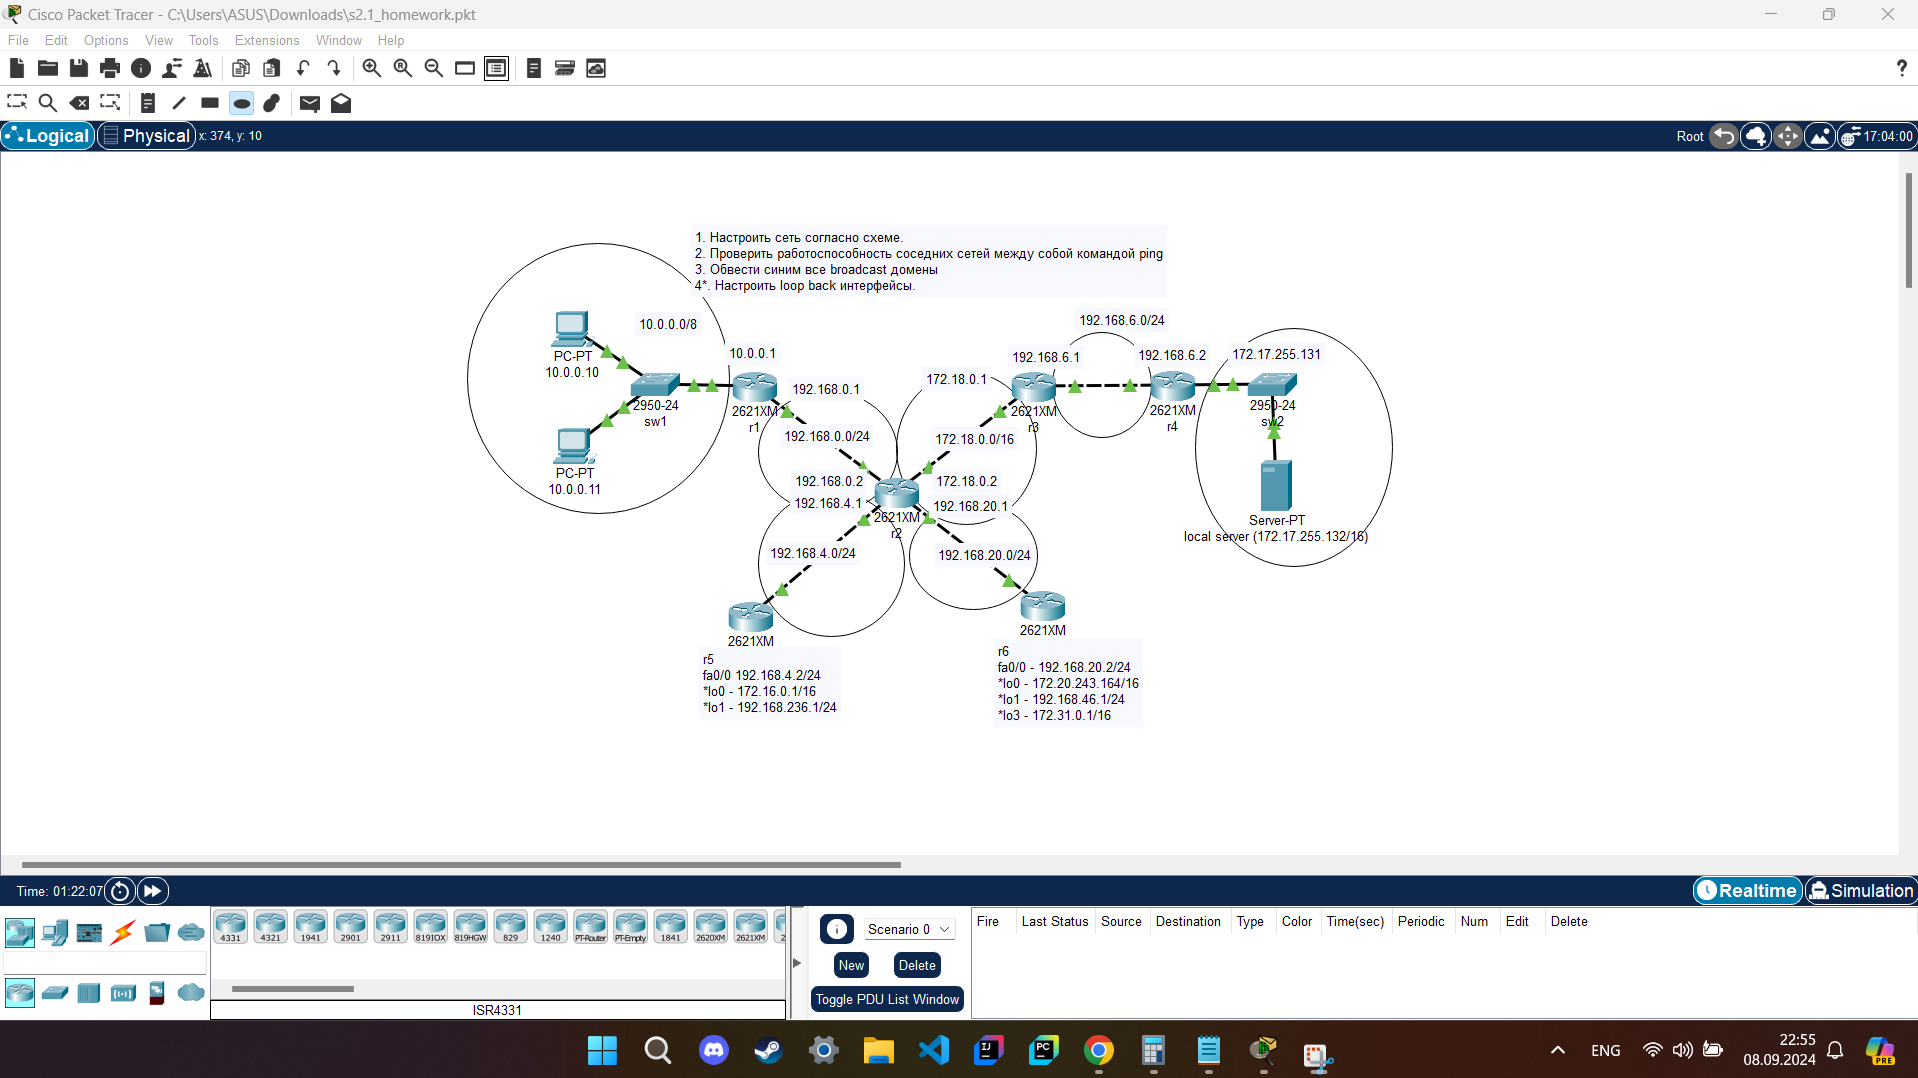 Cisco Packet Tracer - C:\Users\ASUS\Downloads\s2.1_homework.pkt
File Edit Options View Tools Extensions Window Help
?
Logical Physical x: 374, y: 10
Root 17:04:00
1. Настроить сеть согласно схеме.
2. Проверить работоспособность соседних сетей между собой командой ping
3. Обвести синим все broadcast домены
4*. Настроить loop back интерфейсы.
PC-PT
10.0.0.10
10.0.0.0/8
PC-PT
10.0.0.11
2950-24
sw1
10.0.0.1
2621XM
r1
192.168.0.1
192.168.0.0/24
192.168.0.2
192.168.4.1
2621XM
r2
172.18.0.1
172.18.0.0/16
172.18.0.2
192.168.20.1
192.168.6.1
2621XM
r3
192.168.6.0/24
192.168.6.2
2621XM
r4
172.17.255.131
2950-24
sw2
Server-PT
local server (172.17.255.132/16)
192.168.4.0/24
192.168.20.0/24
2621XM
r5
fa0/0 192.168.4.2/24
*lo0 - 172.16.0.1/16
*lo1 - 192.168.236.1/24
2621XM
r6
fa0/0 - 192.168.20.2/24
*lo0 - 172.20.243.164/16
*lo1 - 192.168.46.1/24
*lo3 - 172.31.0.1/16
Time: 01:22:07
Realtime Simulation
4331 4321 1941 2901 2911 819IOX 819HGW 829 1240 PT-Router PT-Empty 1841 2620XM 2621XM 2
ISR4331
Scenario 0
New Delete
Toggle PDU List Window
Fire Last Status Source Destination Type Color Time(sec) Periodic Num Edit Delete
ENG
22:55
08.09.2024
IJ
PC
PRE